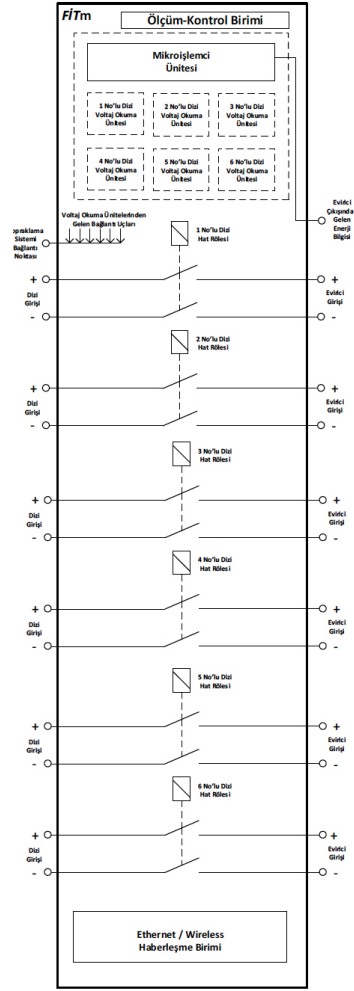 FİTm
Ölçüm-Kontrol Birimi
Mikroişlemci
Ünitesi
1 No'lu Dizi
Voltaj Okuma
Ünitesi
2 No'lu Dizi
Voltaj Okuma
Ünitesi
3 No'lu Dizi
Voltaj Okuma
Ünitesi
4 No'lu Dizi
Voltaj Okuma
Ünitesi
5 No'lu Dizi
Voltaj Okuma
Ünitesi
6 No'lu Dizi
Voltaj Okuma
Ünitesi
Evirici
Çıkışından
Gelen
Enerji
Bilgisi
Voltaj Okuma Ünitelerinden
Gelen Bağlantı Uçları
opraklama
Sistemi
Bağlantı
Noktası
1 No'lu Dizi
Hat Rölesi
+
Dizi
Girişi
-
+
Evirici
Girişi
-
2 No'lu Dizi
Hat Rölesi
+
Dizi
Girişi
-
+
Evirici
Girişi
-
3 No'lu Dizi
Hat Rölesi
+
Dizi
Girişi
-
+
Evirici
Girişi
-
4 No'lu Dizi
Hat Rölesi
+
Dizi
Girişi
-
+
Evirici
Girişi
-
5 No'lu Dizi
Hat Rölesi
+
Dizi
Girişi
-
+
Evirici
Girişi
-
6 No'lu Dizi
Hat Rölesi
+
Dizi
Girişi
-
+
Evirici
Girişi
-
Ethernet / Wireless
Haberleşme Birimi